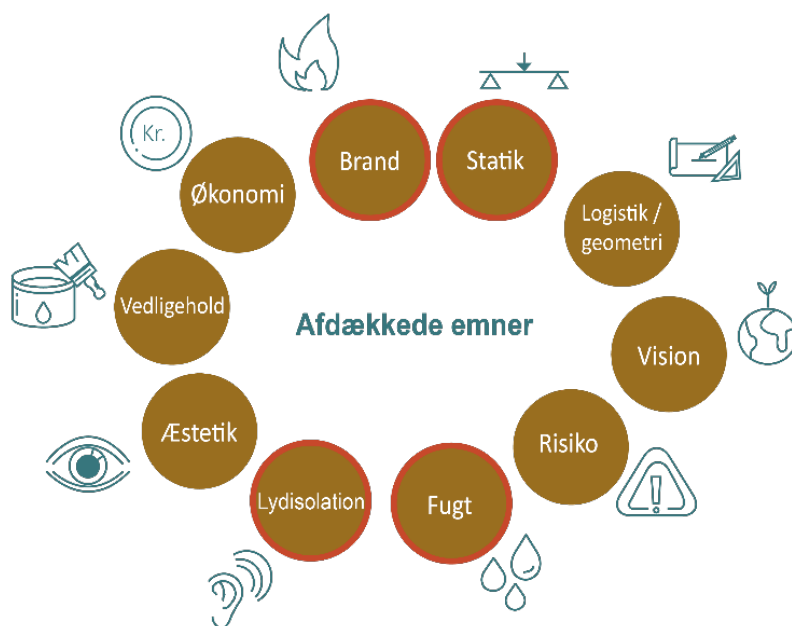 Brand
Statik
Kr.
Økonomi
Logistik /
geometri
Vedligehold
Afdækkede emner
Vision
Æstetik
Risiko
Lydisolation
Fugt